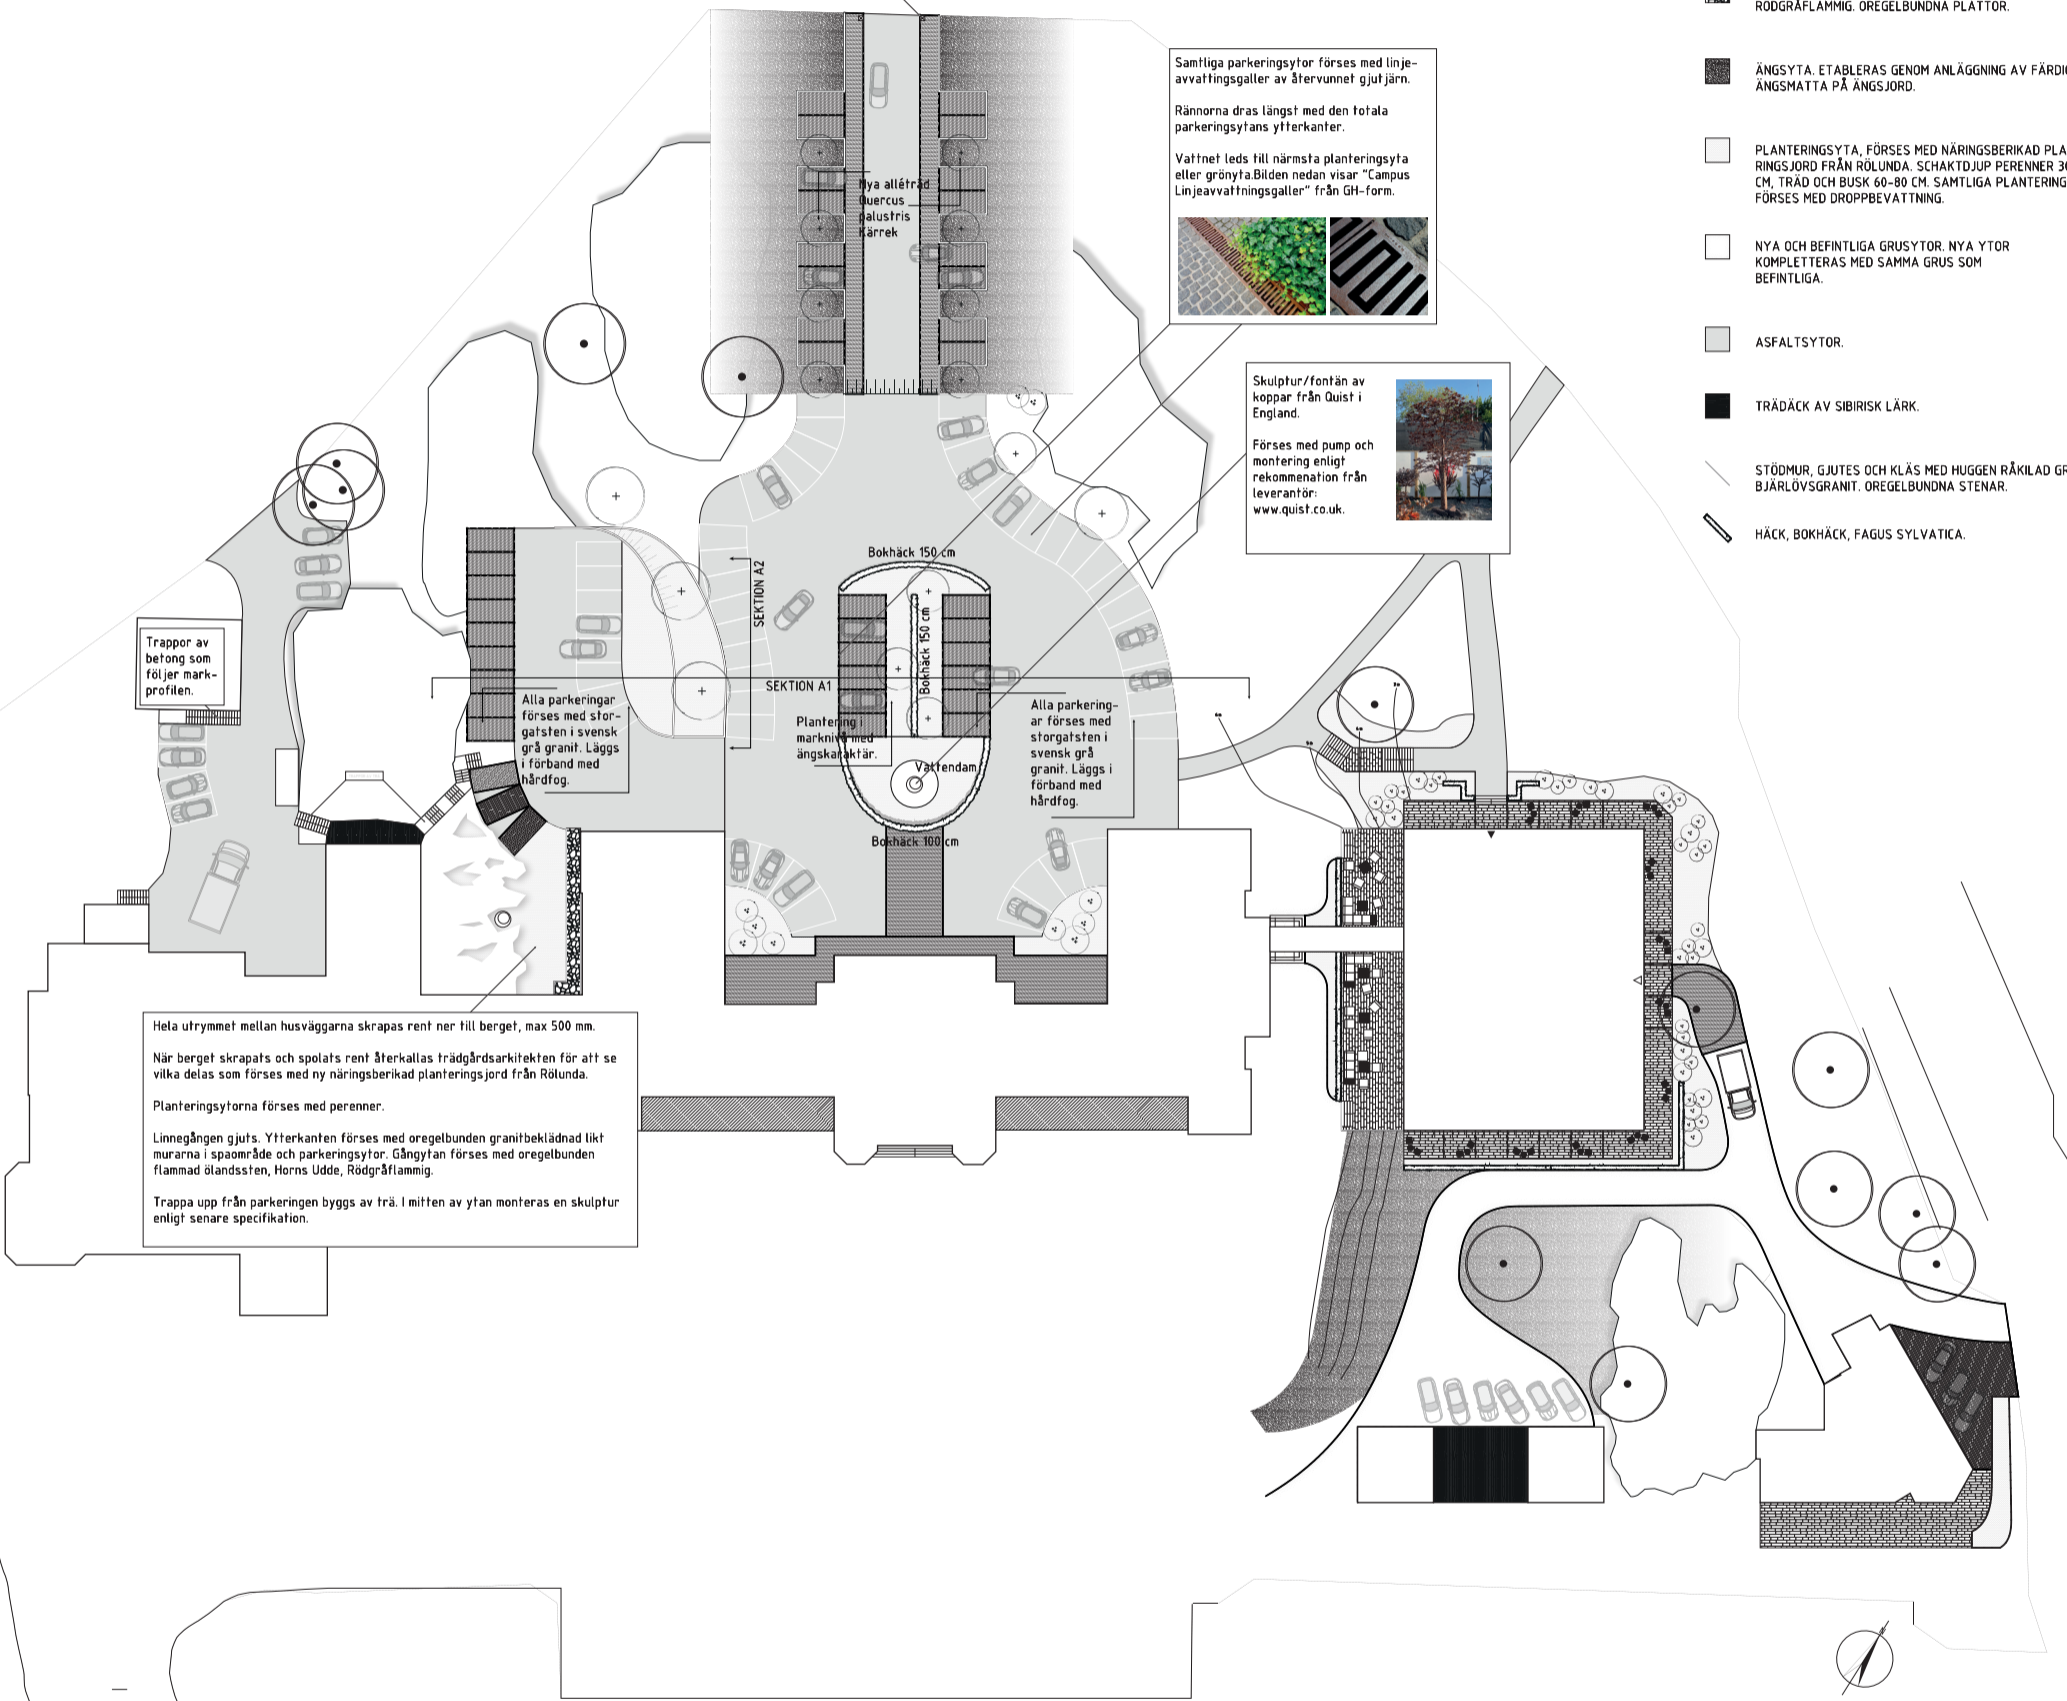 RÖDGRÅFLAMMIG. OREGELBUNDNA PLATTOR.
ÄNGSYTA. ETABLERAS GENOM ANLÄGGNING AV FÄRDIG
ÄNGSMATTA PÅ ÄNGSJORD.
PLANTERINGSYTA, FÖRSES MED NÄRINGSBERIKAD PLA
RINGSJORD FRÅN RÖLUNDA. SCHAKTDJUP PERENNER 30
CM, TRÄD OCH BUSK 60-80 CM. SAMTLIGA PLANTERING
FÖRSES MED DROPPBEVATTNING.
NYA OCH BEFINTLIGA GRUSYTOR. NYA YTOR
KOMPLETTERAS MED SAMMA GRUS SOM
BEFINTLIGA.
ASFALTSYTOR.
TRÄDÄCK AV SIBIRISK LÄRK.
STÖDMUR, GJUTES OCH KLÄS MED HUGGEN RÅKILAD GR
BJÄRLÖVSGRANIT. OREGELBUNDNA STENAR.
HÄCK, BOKHÄCK, FAGUS SYLVATICA.
Samtliga parkeringsytor förses med linje-
avvattingsgaller av återvunnet gjutjärn.
Rännorna dras längst med den totala
parkeringsytans ytterkanter.
Vattnet leds till närmsta planteringsyta
eller grönyta.Bilden nedan visar "Campus
Linjeavvattningsgaller" från GH-form.
Nya alléträd
Quercus
palustris
Kärrek
Skulptur/fontän av
koppar från Quist i
England.
Förses med pump och
montering enligt
rekommenation från
leverantör:
www.quist.co.uk.
Bokhäck 150 cm
Bokhäck 150 cm
SEKTION A2
SEKTION A1
Trappor av
betong som
följer mark-
profilen.
Alla parkeringar
förses med stor-
gatsten i svensk
grå granit. Läggs
i förband med
hårdfog.
Plantering i
marknivå med
ängskaraktär.
Vattendam
Alla parkering-
ar förses med
storgatsten i
svensk grå
granit. Läggs i
förband med
hårdfog.
Bokhäck 100 cm
Hela utrymmet mellan husväggarna skrapas rent ner till berget, max 500 mm.
När berget skrapats och spolats rent återkallas trädgårdsarkitekten för att se
vilka delas som förses med ny näringsberikad planteringsjord från Rölunda.
Planteringsytorna förses med perenner.
Linnegången gjuts. Ytterkanten förses med oregelbunden granitbeklädnad likt
murarna i spaområde och parkeringsytor. Gångytan förses med oregelbunden
flammad ölandssten, Horns Udde, Rödgråflammig.
Trappa upp från parkeringen byggs av trä. I mitten av ytan monteras en skulptur
enligt senare specifikation.